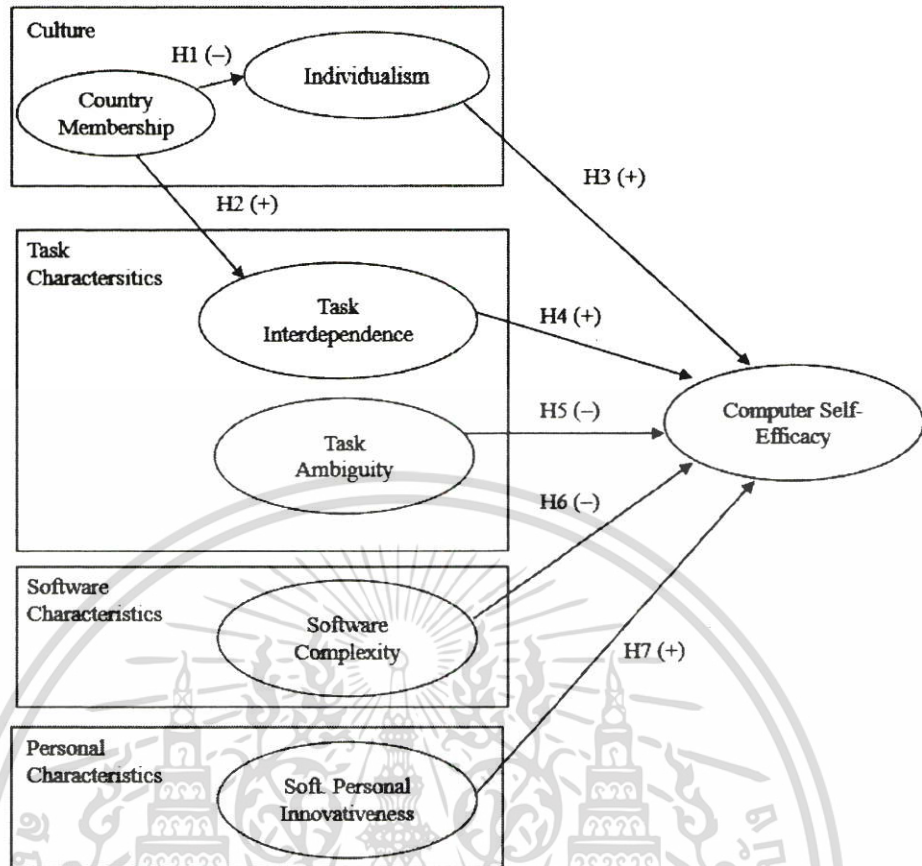 Culture
H1 (–)
Individualism
Country
Membership
H2 (+)
H3 (+)
Task
Charactersitics
Task
Interdependence
H4 (+)
Task
Ambiguity
H5 (–)
Computer Self-
Efficacy
H6 (–)
Software
Characteristics
Software
Complexity
H7 (+)
Personal
Characteristics
Soft. Personal
Innovativeness